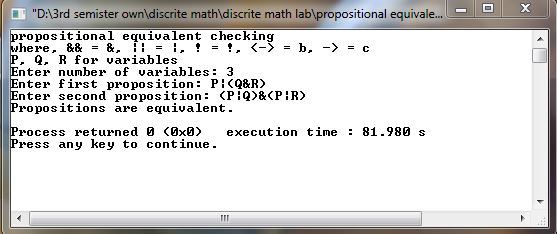 "D:\3rd semister own\discrite math\discrite math lab\propositional equivale...
propositional equivalent checking
where, && = &, || = |, ! = !, <-> = b, -> = c
P, Q, R for variables
Enter number of variables: 3
Enter first proposition: P|(Q&R)
Enter second proposition: (P|Q)&(P|R)
Propositions are equivalent.
Process returned 0 (0x0)   execution time : 81.980 s
Press any key to continue.